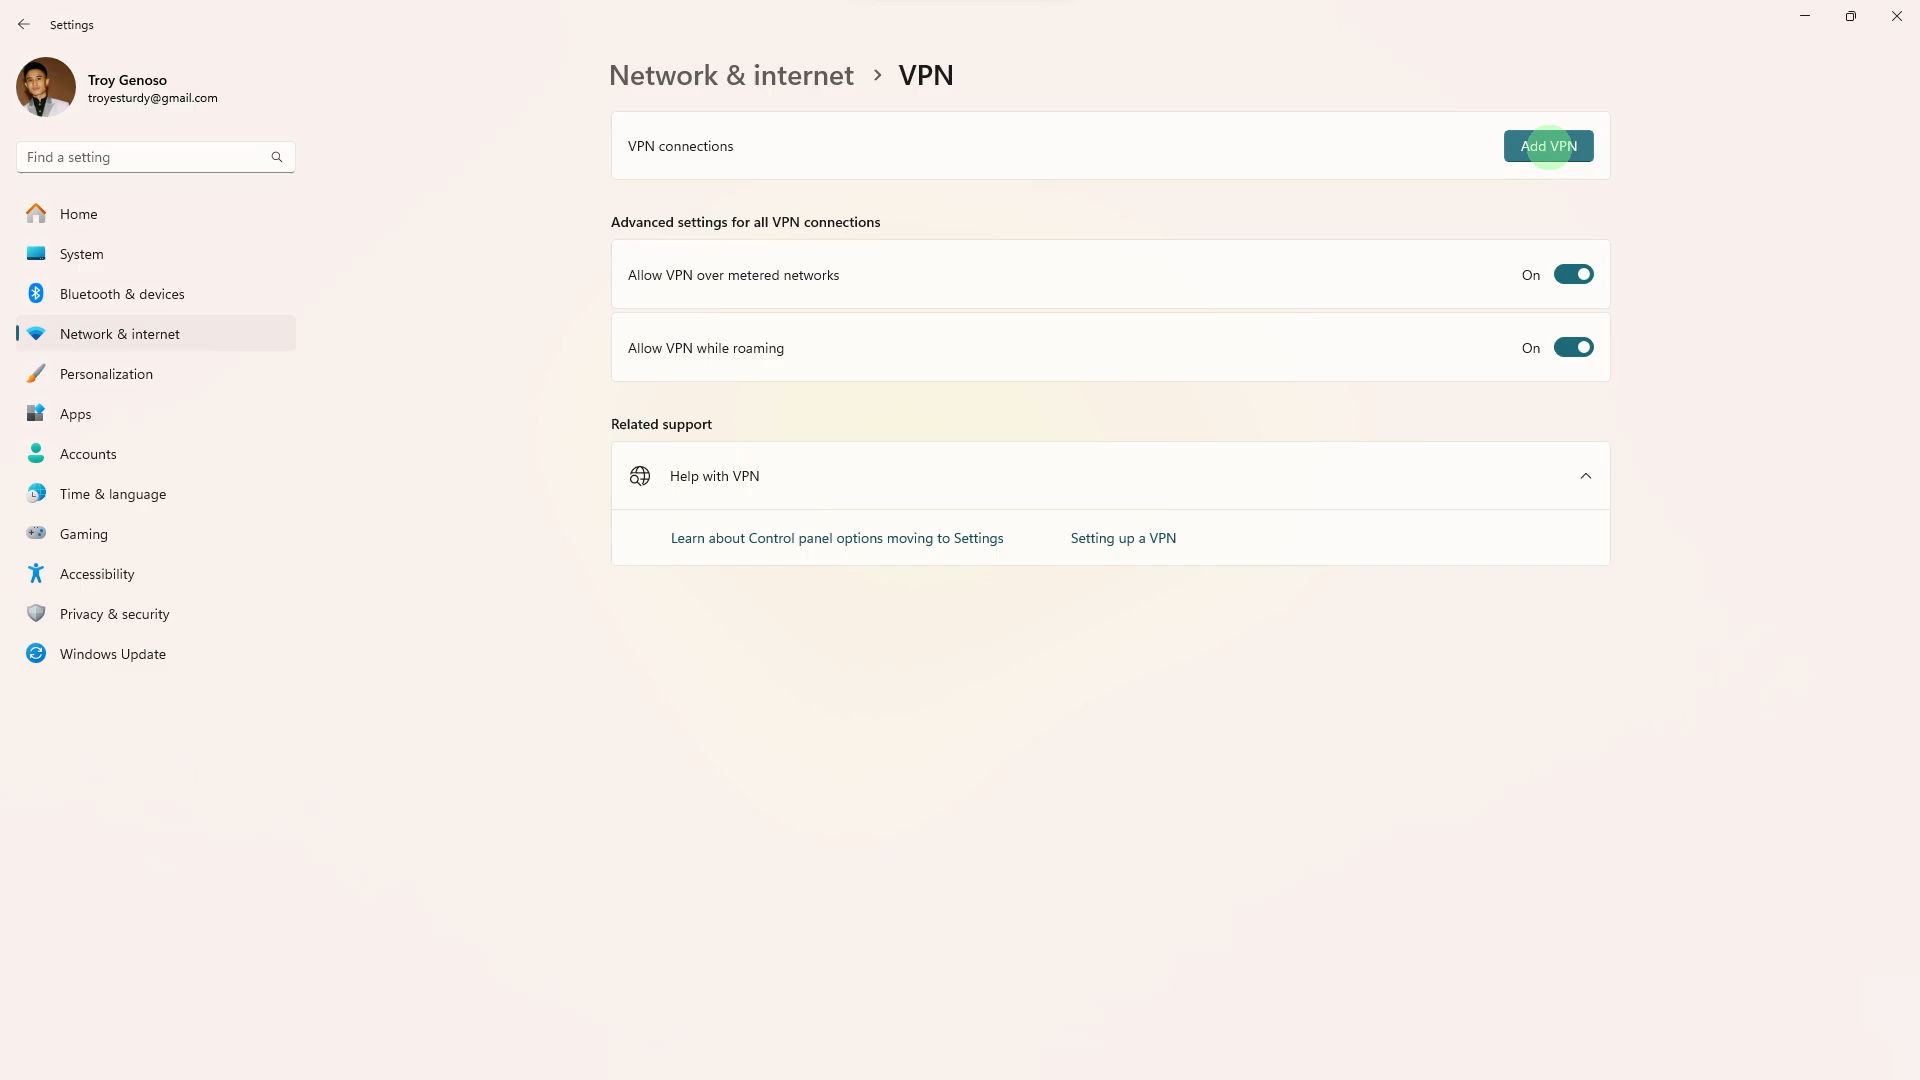 Settings
Troy Genoso
troyesturdy@gmail.com
Find a setting
Home
System
Bluetooth & devices
Network & internet
Personalization
Apps
Accounts
Time & language
Gaming
Accessibility
Privacy & security
Windows Update
Network & internet > VPN
VPN connections
Add VPN
Advanced settings for all VPN connections
Allow VPN over metered networks
On
Allow VPN while roaming
On
Related support
Help with VPN
Learn about Control panel options moving to Settings
Setting up a VPN